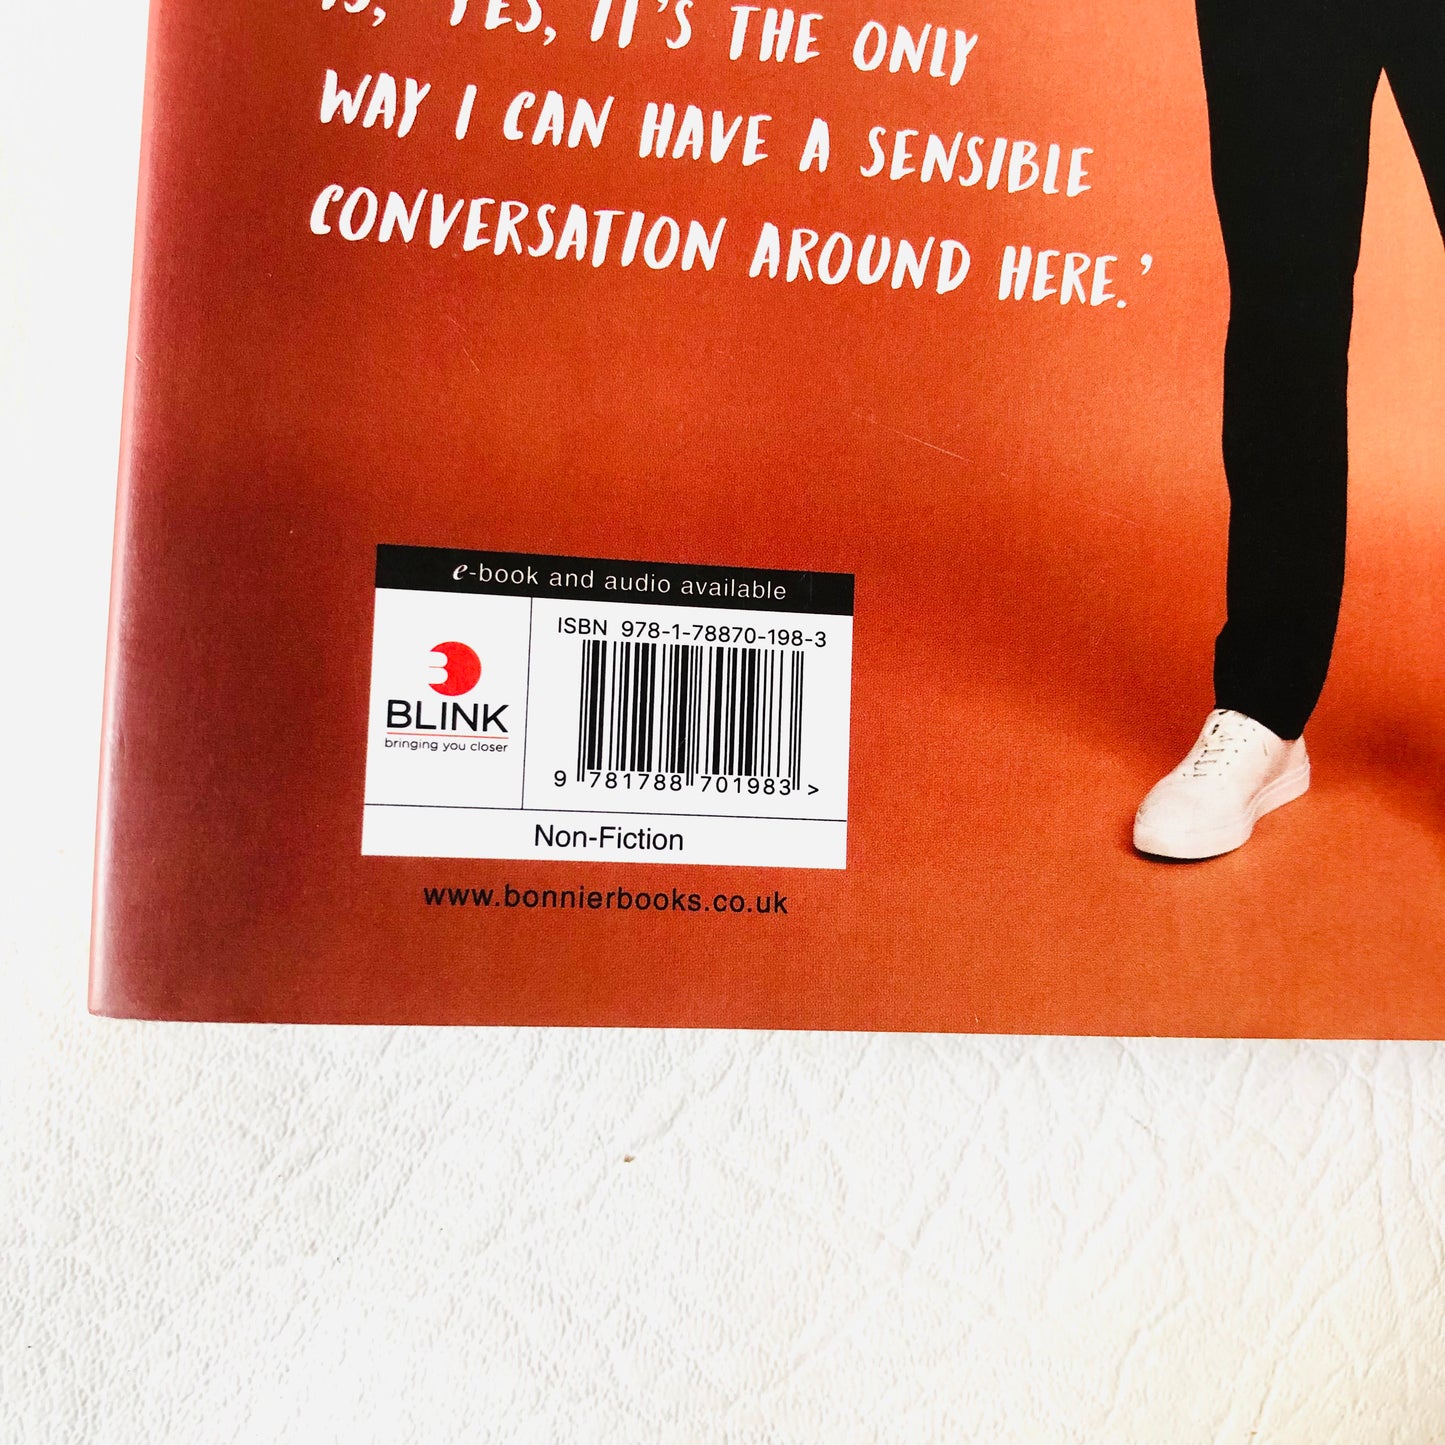 IS, 'YES, IT'S THE ONLY
WAY I CAN HAVE A SENSIBLE
CONVERSATION AROUND HERE.'
e-book and audio available
ISBN 978-1-78870-198-3
BLINK
bringing you closer
9 781788 701983 >
Non-Fiction
www.bonnierbooks.co.uk